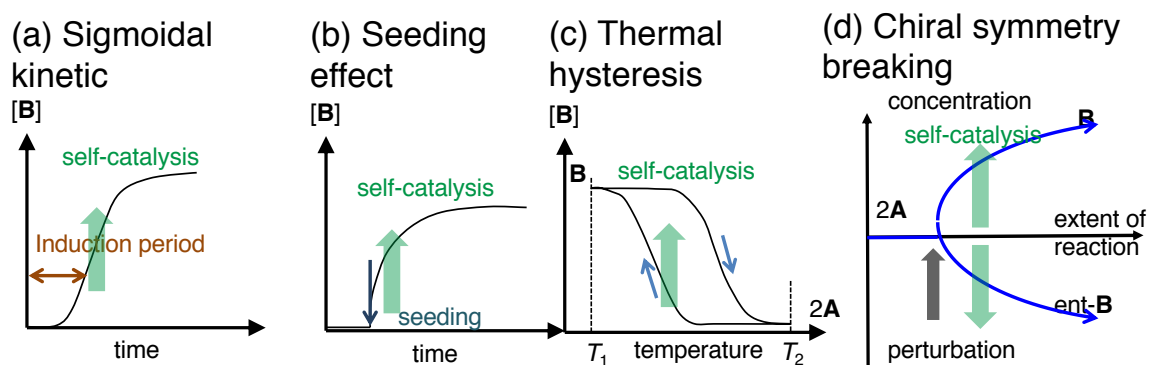 (a) Sigmoidal
kinetic
[B]
self-catalysis
Induction period
time
(b) Seeding
effect
[B]
self-catalysis
seeding
time
(c) Thermal
hysteresis
[B]
B
self-catalysis
2A
T1
temperature
T2
(d) Chiral symmetry
breaking
concentration
B
self-catalysis
2A
extent of
reaction
ent-B
perturbation